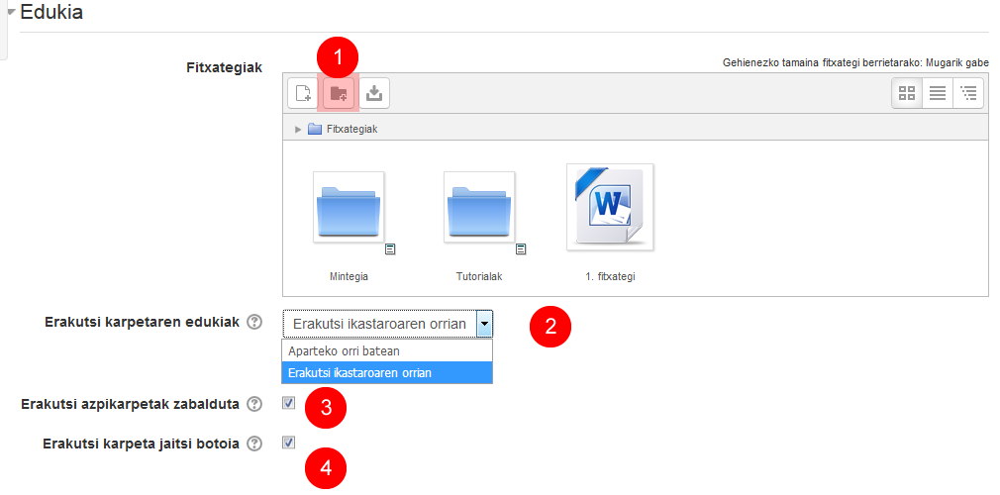 Edukia
1
Fitxategiak
Gehienezko tamaina fitxategi berrietarako: Mugarik gabe
Fitxategiak
W
Mintegia
Tutorialak
1. fitxategi
Erakutsi karpetaren edukiak
Erakutsi ikastaroaren orrian
2
Aparteko orri batean
Erakutsi ikastaroaren orrian
Erakutsi azpikarpetak zabalduta
3
Erakutsi karpeta jaitsi botoia
4